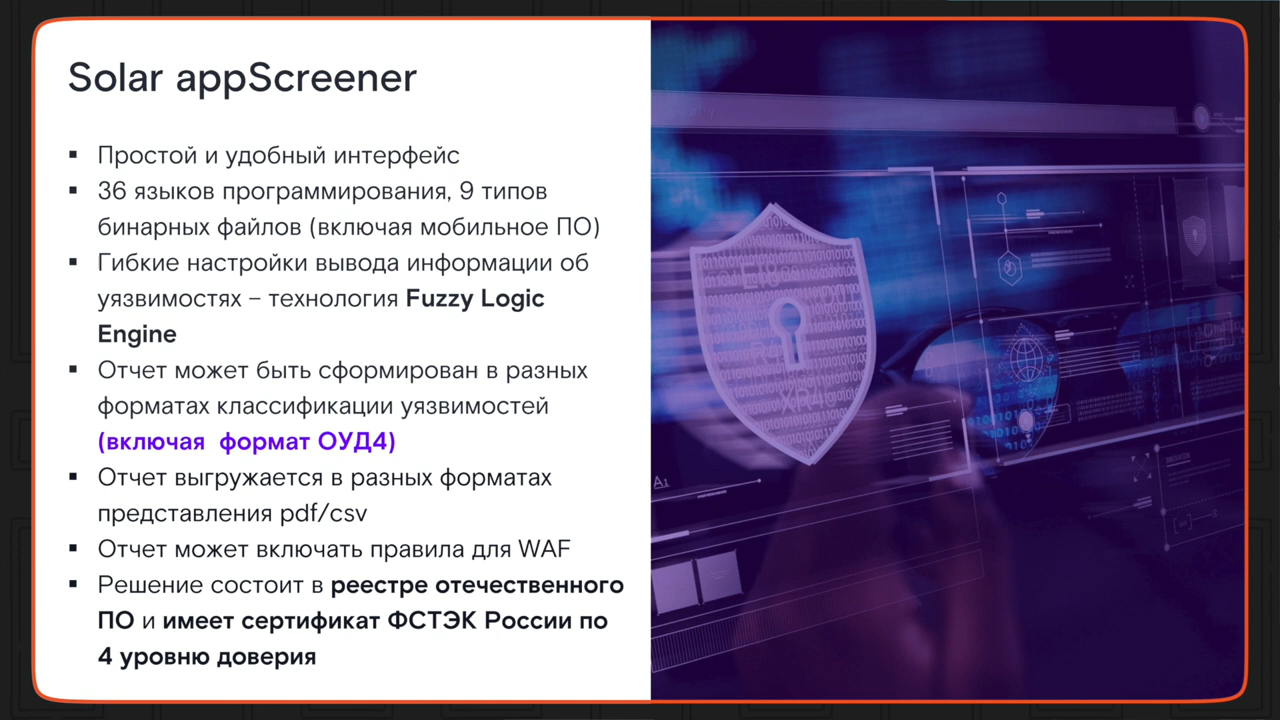 Solar appScreener
▪ Простой и удобный интерфейс
▪ 36 языков программирования, 9 типов
бинарных файлов (включая мобильное ПО)
▪ Гибкие настройки вывода информации об
уязвимостях – технология Fuzzy Logic
Engine
▪ Отчет может быть сформирован в разных
форматах классификации уязвимостей
(включая формат ОУД4)
▪ Отчет выгружается в разных форматах
представления pdf/csv
▪ Отчет может включать правила для WAF
▪ Решение состоит в реестре отечественного
ПО и имеет сертификат ФСТЭК России по
4 уровню доверия